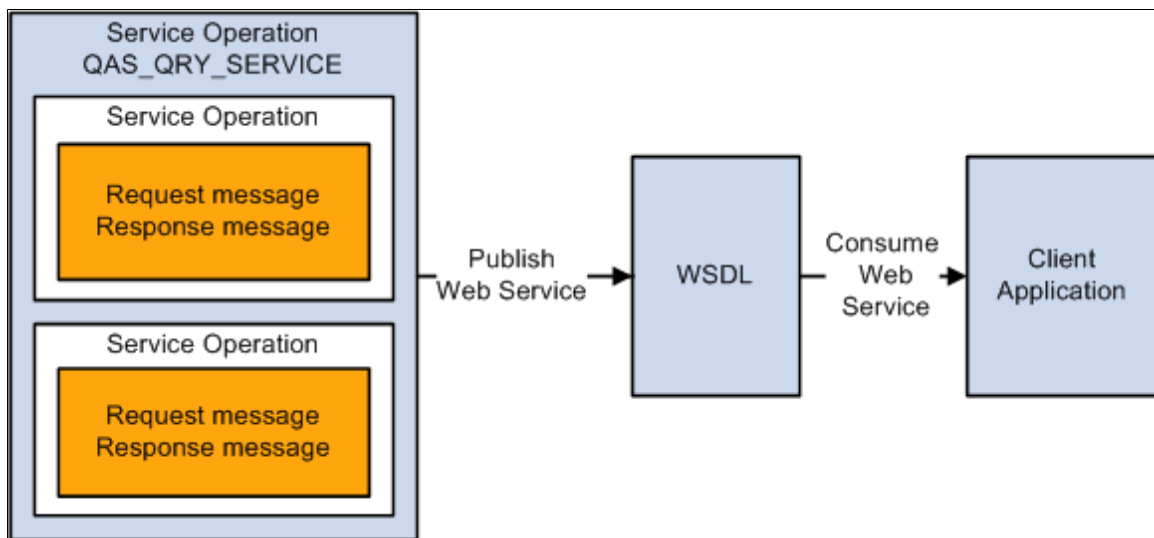 Service Operation
QAS_QRY_SERVICE
Service Operation
Request message
Response message
Service Operation
Request message
Response message
Publish
Web Service
WSDL
Consume
Web
Service
Client
Application